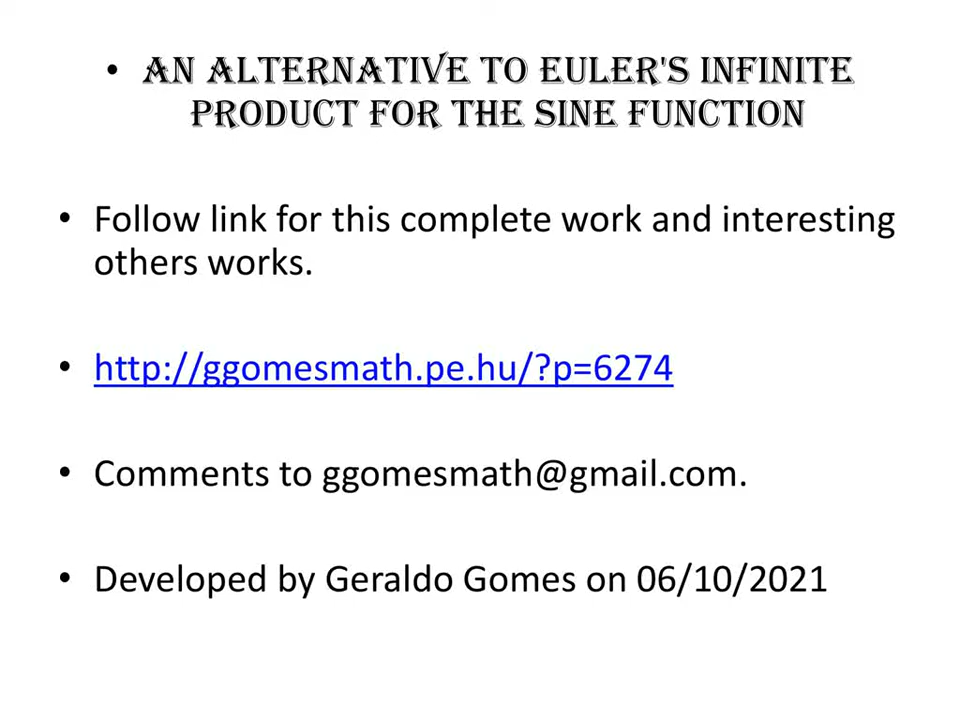 • AN ALTERNATIVE TO EULER'S INFINITE
PRODUCT FOR THE SINE FUNCTION
• Follow link for this complete work and interesting
others works.
• http://ggomesmath.pe.hu/?p=6274
• Comments to ggomesmath@gmail.com.
• Developed by Geraldo Gomes on 06/10/2021